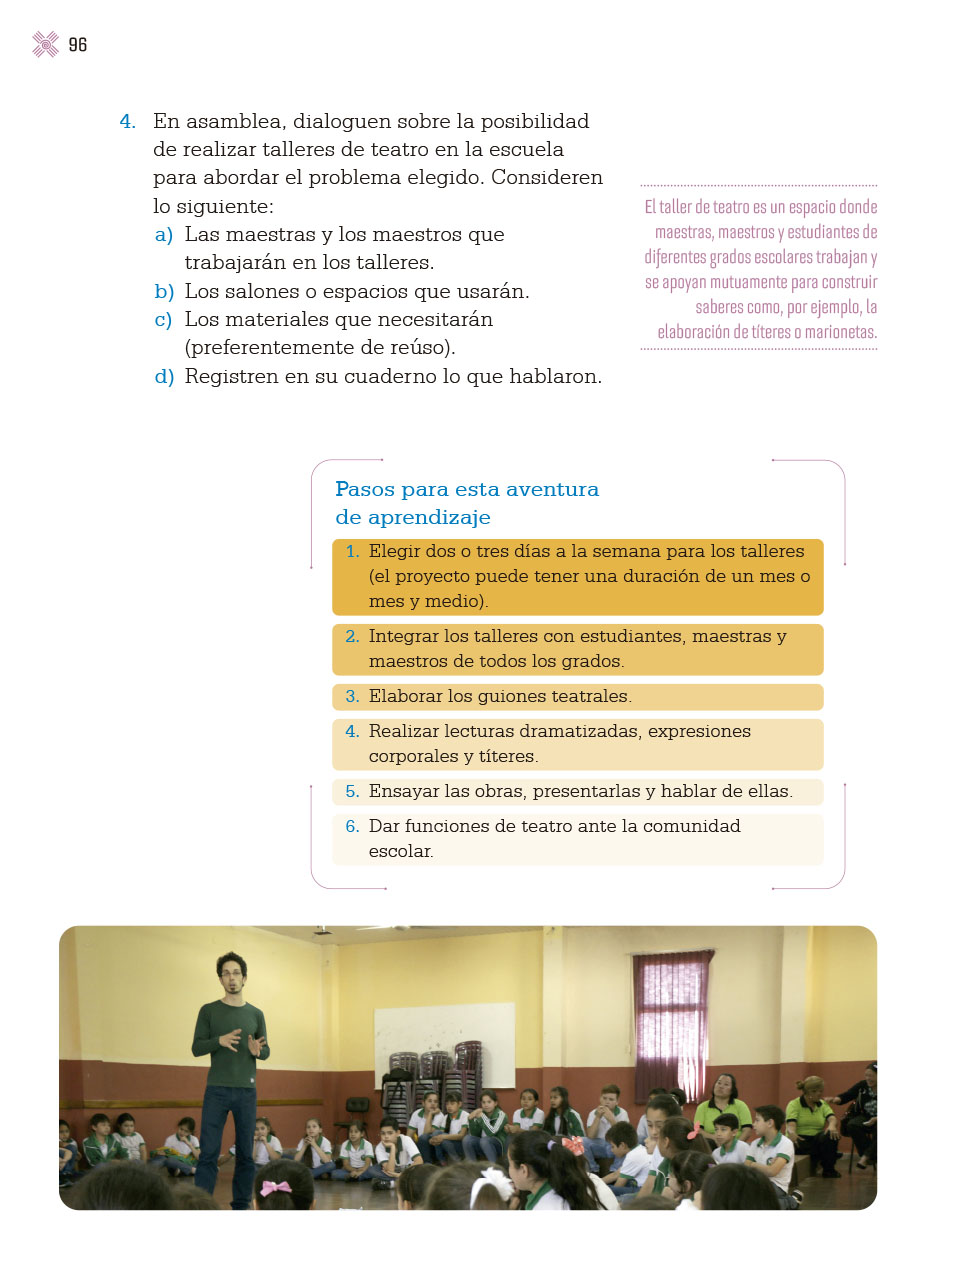 96
4. En asamblea, dialoguen sobre la posibilidad
de realizar talleres de teatro en la escuela
para abordar el problema elegido. Consideren
lo siguiente:
a) Las maestras y los maestros que
trabajarán en los talleres.
b) Los salones o espacios que usarán.
c) Los materiales que necesitarán
(preferentemente de reúso).
d) Registren en su cuaderno lo que hablaron.
El taller de teatro es un espacio donde
maestras, maestros y estudiantes de
diferentes grados escolares trabajan y
se apoyan mutuamente para construir
saberes como, por ejemplo, la
elaboración de títeres o marionetas.
Pasos para esta aventura
de aprendizaje
1. Elegir dos o tres días a la semana para los talleres
(el proyecto puede tener una duración de un mes o
mes y medio).
2. Integrar los talleres con estudiantes, maestras y
maestros de todos los grados.
3. Elaborar los guiones teatrales.
4. Realizar lecturas dramatizadas, expresiones
corporales y títeres.
5. Ensayar las obras, presentarlas y hablar de ellas.
6. Dar funciones de teatro ante la comunidad
escolar.